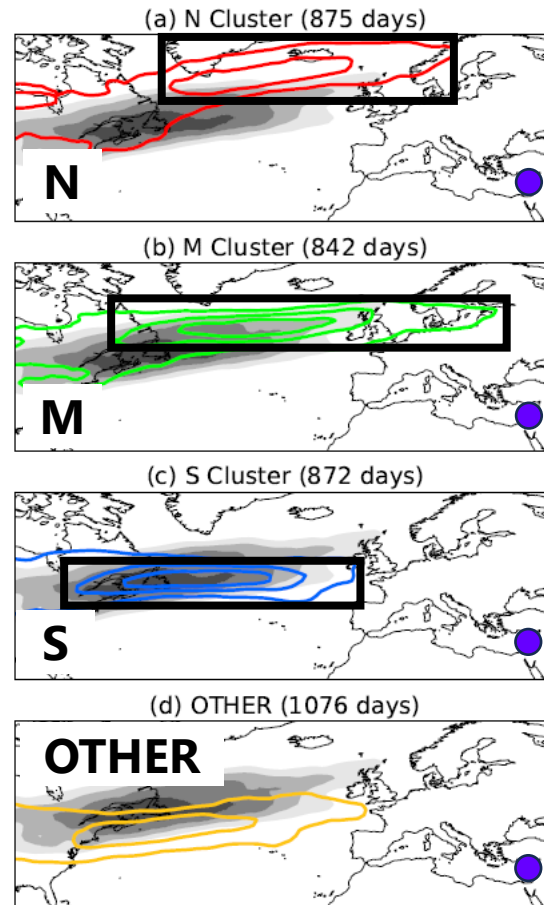 (a) N Cluster (875 days)
N
(b) M Cluster (842 days)
M
(c) S Cluster (872 days)
S
(d) OTHER (1076 days)
OTHER